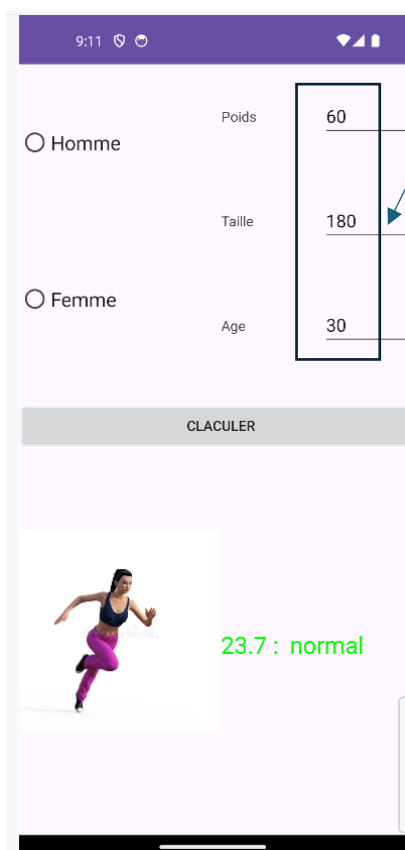 9:11
Poids 60
Homme
Taille 180
Femme
Age 30
CLACULER
23.7 : normal